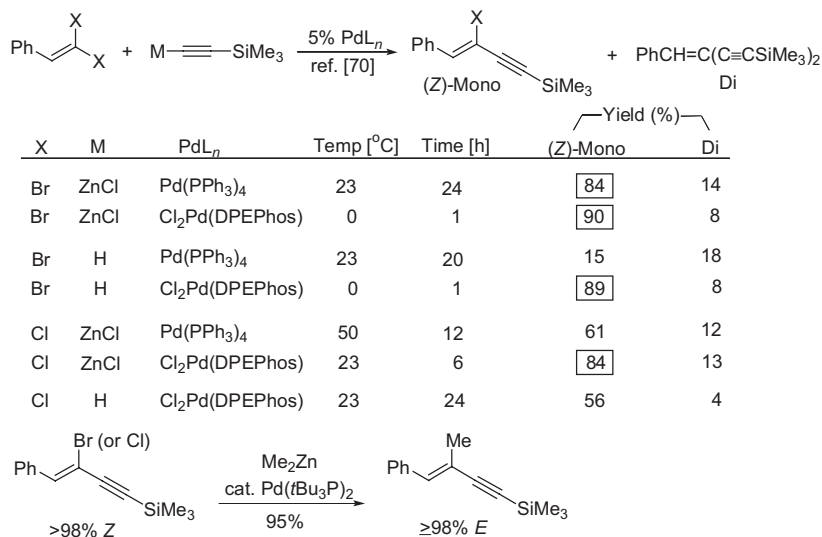 X
Ph
X
+
M
SiMe3
5% PdLn
ref. [70]
X
Ph
SiMe3
(Z)-Mono
+
PhCH=C(C≡CSiMe3)2
Di
Yield (%)
X M PdLn Temp [°C] Time [h] (Z)-Mono Di
Br ZnCl Pd(PPh3)4 23 24 84 14
Br ZnCl Cl2Pd(DPEPhos) 0 1 90 8
Br H Pd(PPh3)4 23 20 15 18
Br H Cl2Pd(DPEPhos) 0 1 89 8
Cl ZnCl Pd(PPh3)4 50 12 61 12
Cl ZnCl Cl2Pd(DPEPhos) 23 6 84 13
Cl H Cl2Pd(DPEPhos) 23 24 56 4
Br (or Cl)
Ph
SiMe3
>98% Z
Me2Zn
cat. Pd(tBu3P)2
95%
Me
Ph
SiMe3
≥98% E